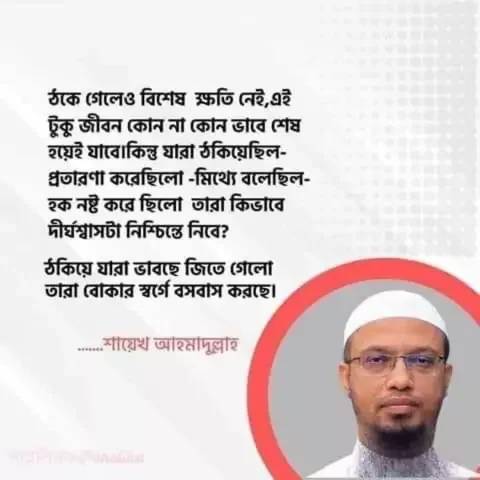 ঠকে গেলেও বিশেষ ক্ষতি নেই,এই
টুকু জীবন কোন না কোন ভাবে শেষ
হয়েই যাবে।কিন্তু যারা ঠকিয়েছিল-
প্রতারণা করেছিলো -মিথ্যে বলেছিল-
হক নষ্ট করে ছিলো তারা কিভাবে
দীর্ঘশ্বাসটা নিশ্চিন্তে নিবে?
ঠকিয়ে যারা ভাবছে জিতে গেলো
তারা বোকার স্বর্গে বসবাস করছে।
.......শায়েখ আহমাদুল্লাহ